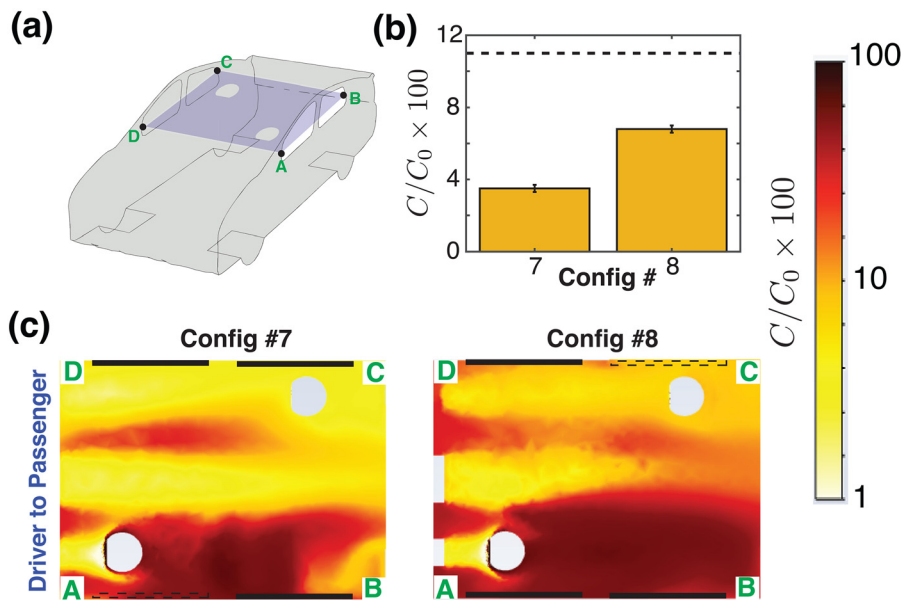 (a)
C
B
D
A
(b)
12
8
4
0
C/C₀ × 100
7
8
Config #
100
10
1
C/C₀ × 100
(c)
Config #7
Config #8
Driver to Passenger
D
C
A
B
D
C
A
B